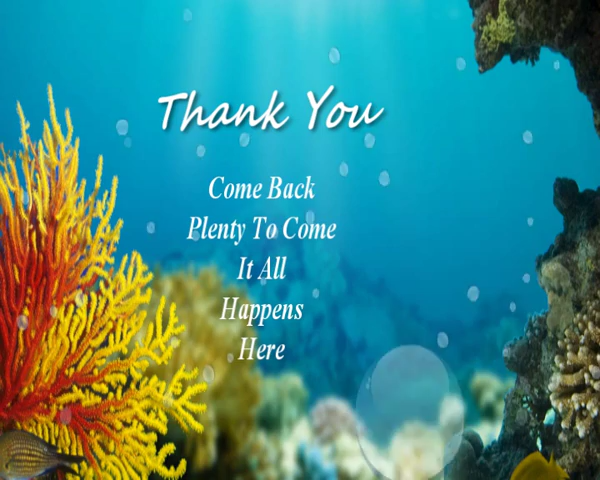 Thank You
Come Back
Plenty To Come
It All
Happens
Here